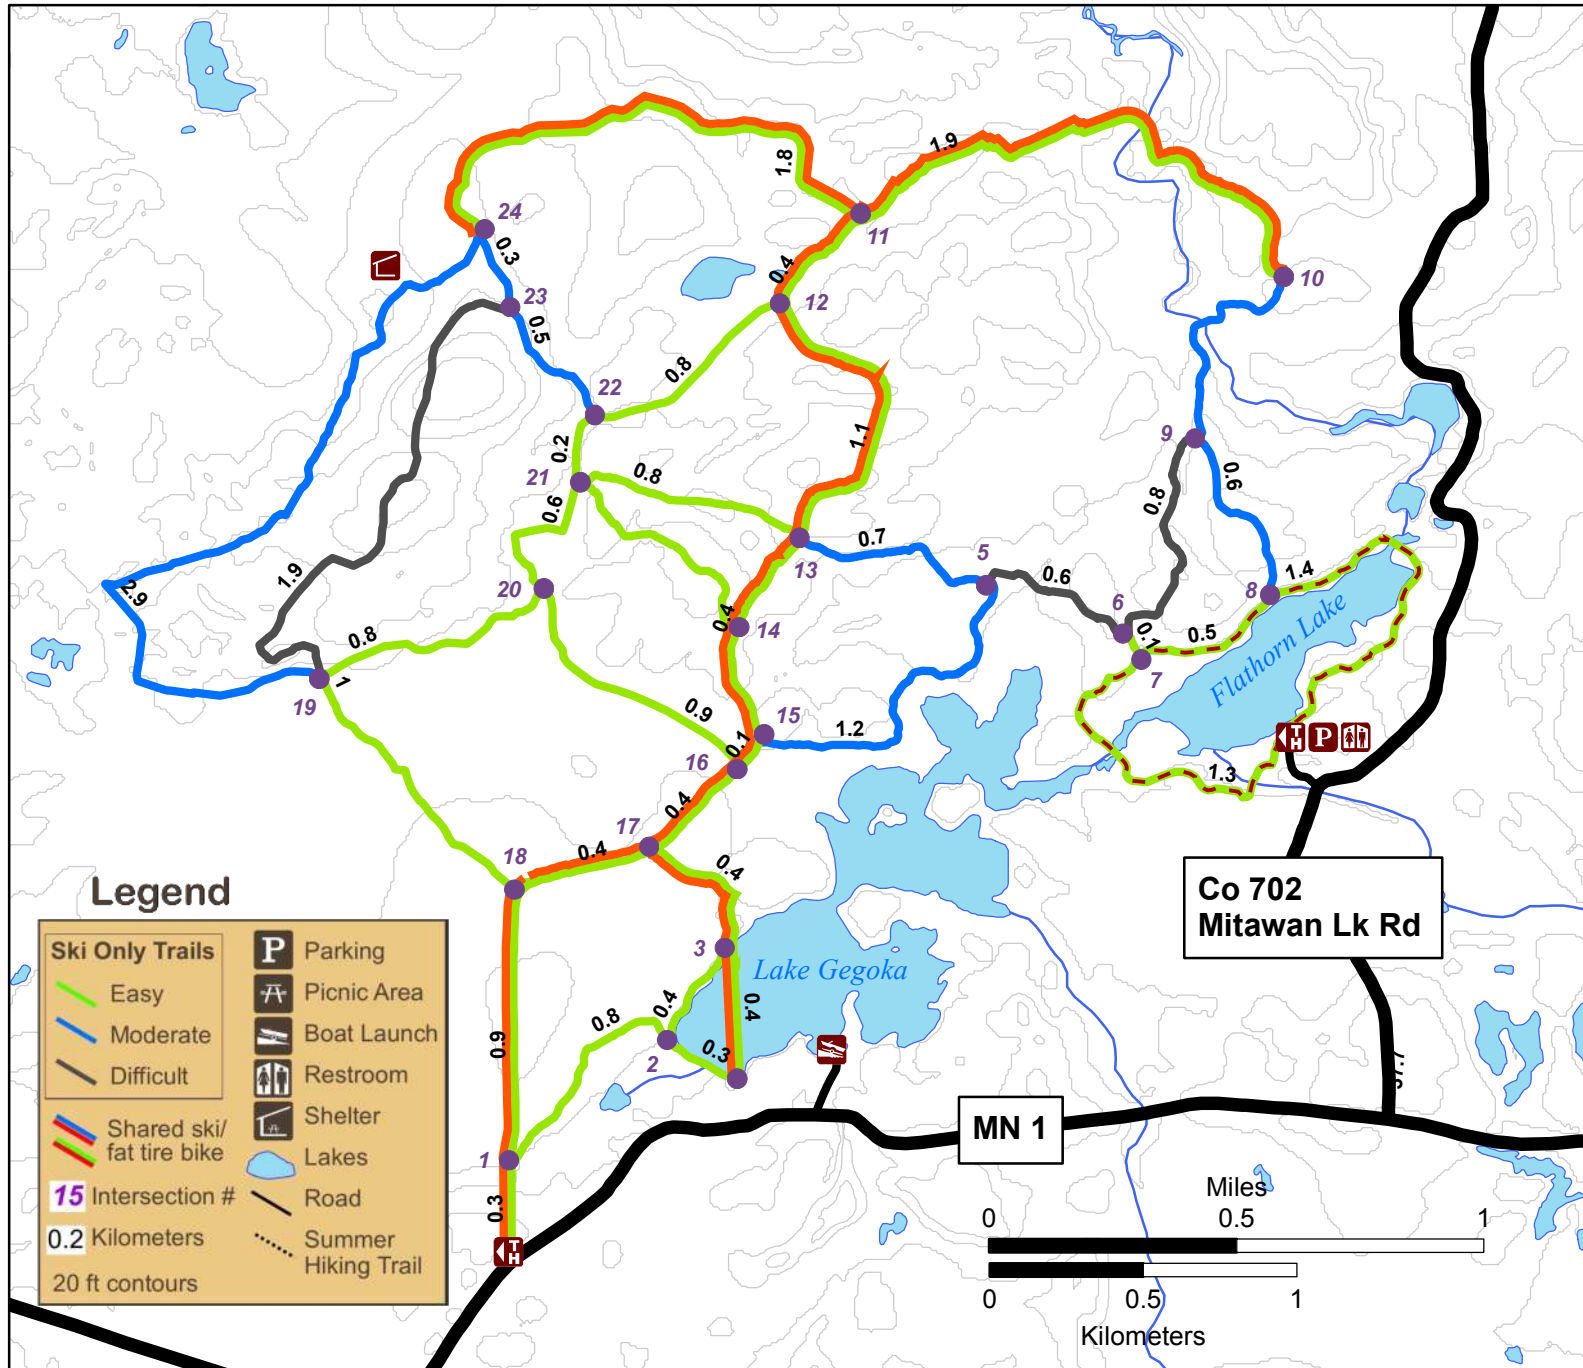 1.8
1.9
24
11
0.3
0.4
23
12
10
0.5
0.8
22
1.1
9
0.2
21
0.8
0.6
0.6
0.8
0.7
5
13
0.6
1.4
8
20
6
1.9
2.9
0.4
14
0.1
0.5
0.8
7
Flathorn Lake
1
19
0.9
15
1.2
0.1
16
T
H
P
1.3
0.4
17
0.4
18
0.4
Co 702
Mitawan Lk Rd
3
Lake Gegoka
0.4
0.4
0.8
0.9
2
0.3
37.7
MN 1
1
0.3
T
H
Legend
Ski Only Trails
Easy
Moderate
Difficult
Shared ski/
fat tire bike
15 Intersection #
0.2 Kilometers
20 ft contours
P Parking
Picnic Area
Boat Launch
Restroom
Shelter
Lakes
Road
Summer
Hiking Trail
Miles
0 0.5 1
0 0.5 1
Kilometers